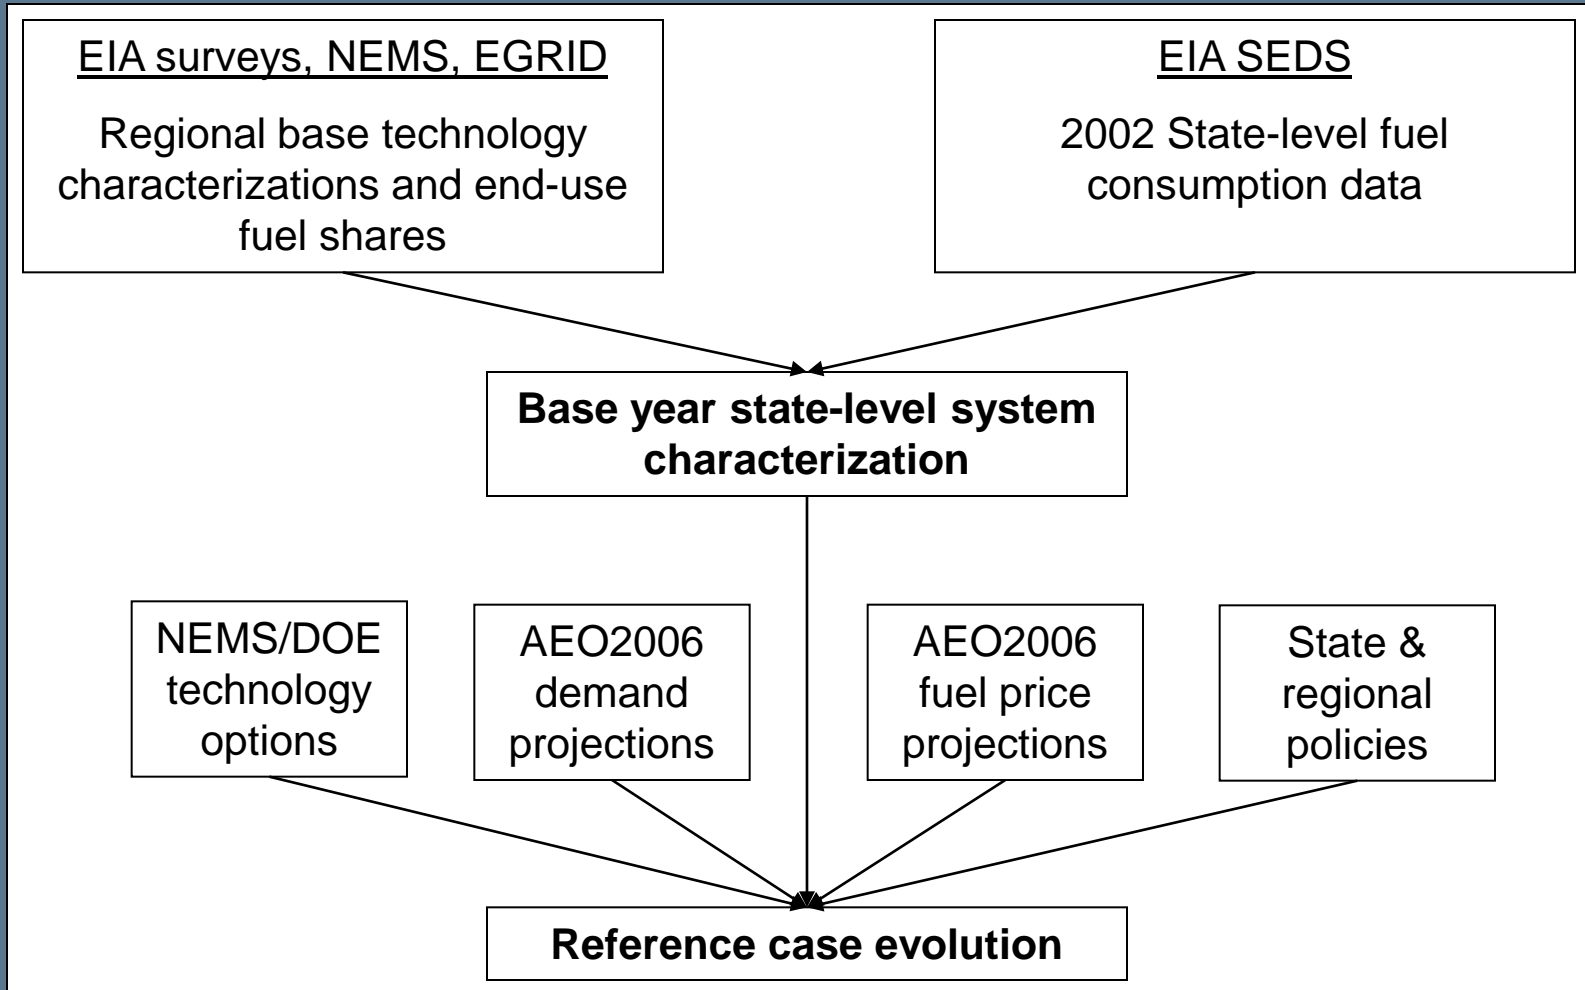 EIA surveys, NEMS, EGRID
Regional base technology
characterizations and end-use
fuel shares
EIA SEDS
2002 State-level fuel
consumption data
Base year state-level system
characterization
NEMS/DOE
technology
options
AEO2006
demand
projections
AEO2006
fuel price
projections
State &
regional
policies
Reference case evolution